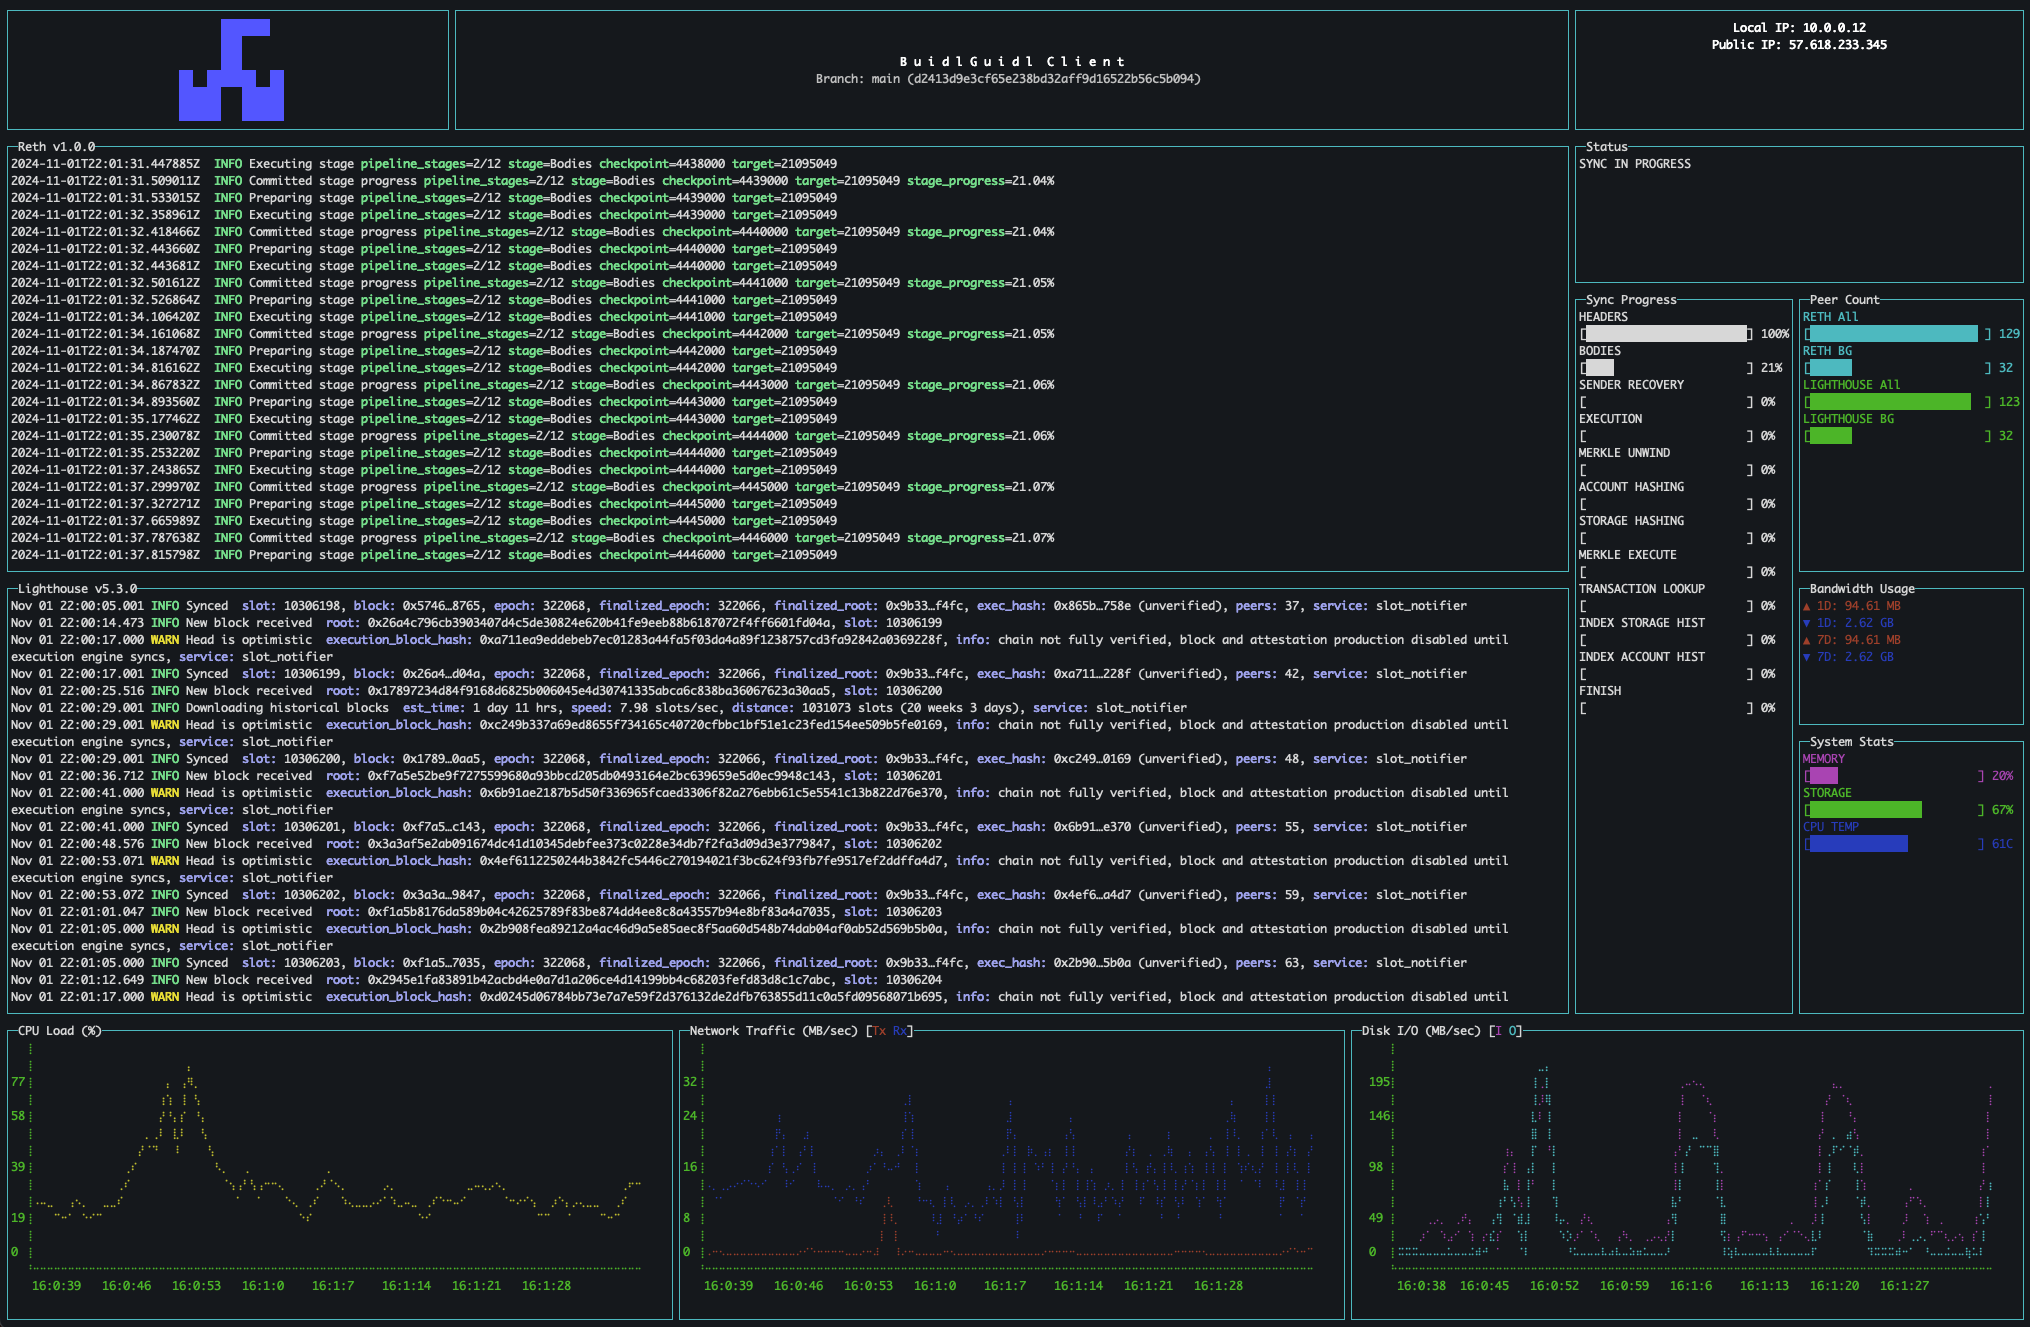 BuidlGuidl Client
Branch: main (d2413d9e3cf65e238bd32aff9d16522b56c5b094)
Local IP: 10.0.0.12
Public IP: 57.618.233.345
Reth v1.0.0
2024-11-01T22:01:31.447885Z INFO Executing stage pipeline_stages=2/12 stage=Bodies checkpoint=4438000 target=21095049
2024-11-01T22:01:31.509011Z INFO Committed stage progress pipeline_stages=2/12 stage=Bodies checkpoint=4439000 target=21095049 stage_progress=21.04%
2024-11-01T22:01:31.533015Z INFO Preparing stage pipeline_stages=2/12 stage=Bodies checkpoint=4439000 target=21095049
2024-11-01T22:01:32.358961Z INFO Executing stage pipeline_stages=2/12 stage=Bodies checkpoint=4439000 target=21095049
2024-11-01T22:01:32.418466Z INFO Committed stage progress pipeline_stages=2/12 stage=Bodies checkpoint=4440000 target=21095049 stage_progress=21.04%
2024-11-01T22:01:32.443660Z INFO Preparing stage pipeline_stages=2/12 stage=Bodies checkpoint=4440000 target=21095049
2024-11-01T22:01:32.443681Z INFO Executing stage pipeline_stages=2/12 stage=Bodies checkpoint=4440000 target=21095049
2024-11-01T22:01:32.501612Z INFO Committed stage progress pipeline_stages=2/12 stage=Bodies checkpoint=4441000 target=21095049 stage_progress=21.05%
2024-11-01T22:01:32.526864Z INFO Preparing stage pipeline_stages=2/12 stage=Bodies checkpoint=4441000 target=21095049
2024-11-01T22:01:34.106420Z INFO Executing stage pipeline_stages=2/12 stage=Bodies checkpoint=4441000 target=21095049
2024-11-01T22:01:34.161068Z INFO Committed stage progress pipeline_stages=2/12 stage=Bodies checkpoint=4442000 target=21095049 stage_progress=21.05%
2024-11-01T22:01:34.187470Z INFO Preparing stage pipeline_stages=2/12 stage=Bodies checkpoint=4442000 target=21095049
2024-11-01T22:01:34.816162Z INFO Executing stage pipeline_stages=2/12 stage=Bodies checkpoint=4442000 target=21095049
2024-11-01T22:01:34.867832Z INFO Committed stage progress pipeline_stages=2/12 stage=Bodies checkpoint=4443000 target=21095049 stage_progress=21.06%
2024-11-01T22:01:34.893560Z INFO Preparing stage pipeline_stages=2/12 stage=Bodies checkpoint=4443000 target=21095049
2024-11-01T22:01:35.177462Z INFO Executing stage pipeline_stages=2/12 stage=Bodies checkpoint=4443000 target=21095049
2024-11-01T22:01:35.230078Z INFO Committed stage progress pipeline_stages=2/12 stage=Bodies checkpoint=4444000 target=21095049 stage_progress=21.06%
2024-11-01T22:01:35.253220Z INFO Preparing stage pipeline_stages=2/12 stage=Bodies checkpoint=4444000 target=21095049
2024-11-01T22:01:37.243865Z INFO Executing stage pipeline_stages=2/12 stage=Bodies checkpoint=4444000 target=21095049
2024-11-01T22:01:37.299970Z INFO Committed stage progress pipeline_stages=2/12 stage=Bodies checkpoint=4445000 target=21095049 stage_progress=21.07%
2024-11-01T22:01:37.327271Z INFO Preparing stage pipeline_stages=2/12 stage=Bodies checkpoint=4445000 target=21095049
2024-11-01T22:01:37.665989Z INFO Executing stage pipeline_stages=2/12 stage=Bodies checkpoint=4445000 target=21095049
2024-11-01T22:01:37.787638Z INFO Committed stage progress pipeline_stages=2/12 stage=Bodies checkpoint=4446000 target=21095049 stage_progress=21.07%
2024-11-01T22:01:37.815798Z INFO Preparing stage pipeline_stages=2/12 stage=Bodies checkpoint=4446000 target=21095049
Lighthouse v5.3.0
Nov 01 22:00:05.001 INFO Synced slot: 10306198, block: 0x5746…8765, epoch: 322068, finalized_epoch: 322066, finalized_root: 0x9b33…f4fc, exec_hash: 0x865b…758e (unverified), peers: 37, service: slot_notifier
Nov 01 22:00:14.473 INFO New block received root: 0x26a4c796cb3903407d4c5de30824e620b41fe9eeb88b6187072f4ff6601fd04a, slot: 10306199
Nov 01 22:00:17.000 WARN Head is optimistic execution_block_hash: 0xa711ea9eddebeb7ec01283a44fa5f03da4a89f1238757cd3fa92842a0369228f, info: chain not fully verified, block and attestation production disabled until
execution engine syncs, service: slot_notifier
Nov 01 22:00:17.001 INFO Synced slot: 10306199, block: 0x26a4…d04a, epoch: 322068, finalized_epoch: 322066, finalized_root: 0x9b33…f4fc, exec_hash: 0xa711…228f (unverified), peers: 42, service: slot_notifier
Nov 01 22:00:25.516 INFO New block received root: 0x17897234d84f9168d6825b006045e4d30741335abca6c838ba36067623a30aa5, slot: 10306200
Nov 01 22:00:29.001 INFO Downloading historical blocks est_time: 1 day 11 hrs, speed: 7.98 slots/sec, distance: 1031073 slots (20 weeks 3 days), service: slot_notifier
Nov 01 22:00:29.001 WARN Head is optimistic execution_block_hash: 0xc249b337a69ed8655f734165c40720cfbbc1bf51e1c23fed154ee509b5fe0169, info: chain not fully verified, block and attestation production disabled until
execution engine syncs, service: slot_notifier
Nov 01 22:00:29.001 INFO Synced slot: 10306200, block: 0x1789…0aa5, epoch: 322068, finalized_epoch: 322066, finalized_root: 0x9b33…f4fc, exec_hash: 0xc249…0169 (unverified), peers: 48, service: slot_notifier
Nov 01 22:00:36.712 INFO New block received root: 0xf7a5e52be9f7275599680a93bbcd205db0493164e2bc639659e5d0ec9948c143, slot: 10306201
Nov 01 22:00:41.000 WARN Head is optimistic execution_block_hash: 0x6b91ae2187b5d50f336965fcaed3306f82a276ebb61c5e5541c13b822d76e370, info: chain not fully verified, block and attestation production disabled until
execution engine syncs, service: slot_notifier
Nov 01 22:00:41.000 INFO Synced slot: 10306201, block: 0xf7a5…c143, epoch: 322068, finalized_epoch: 322066, finalized_root: 0x9b33…f4fc, exec_hash: 0x6b91…e370 (unverified), peers: 55, service: slot_notifier
Nov 01 22:00:48.576 INFO New block received root: 0x3a3af5e2ab091674dc41d10345debfee373c0228e34db7f2fa3d09d3e3779847, slot: 10306202
Nov 01 22:00:53.071 WARN Head is optimistic execution_block_hash: 0x4ef6112250244b3842fc5446c270194021f3bc624f93fb7fe9517ef2ddffa4d7, info: chain not fully verified, block and attestation production disabled until
execution engine syncs, service: slot_notifier
Nov 01 22:00:53.072 INFO Synced slot: 10306202, block: 0x3a3a…9847, epoch: 322068, finalized_epoch: 322066, finalized_root: 0x9b33…f4fc, exec_hash: 0x4ef6…a4d7 (unverified), peers: 59, service: slot_notifier
Nov 01 22:01:01.047 INFO New block received root: 0xf1a5b8176da589b04c42625789f83be874dd4ee8c8a43557b94e8bf83a4a7035, slot: 10306203
Nov 01 22:01:05.000 WARN Head is optimistic execution_block_hash: 0x2b908fea89212a4ac46d9a5e85aec8f5aa60d548b74dab04af0ab52d569b5b0a, info: chain not fully verified, block and attestation production disabled until
execution engine syncs, service: slot_notifier
Nov 01 22:01:05.000 INFO Synced slot: 10306203, block: 0xf1a5…7035, epoch: 322068, finalized_epoch: 322066, finalized_root: 0x9b33…f4fc, exec_hash: 0x2b90…5b0a (unverified), peers: 63, service: slot_notifier
Nov 01 22:01:12.649 INFO New block received root: 0x2945e1fa83891b42acbd4e0a7d1a206ce4d14199bb4c68203fefd83d8c1c7abc, slot: 10306204
Nov 01 22:01:17.000 WARN Head is optimistic execution_block_hash: 0xd0245d06784bb73e7a7e59f2d376132de2dfb763855d11c0a5fd09568071b695, info: chain not fully verified, block and attestation production disabled until
Status
SYNC IN PROGRESS
Sync Progress
HEADERS
[ ] 100%
BODIES
[ ] 21%
SENDER RECOVERY
[ ] 0%
EXECUTION
[ ] 0%
MERKLE UNWIND
[ ] 0%
ACCOUNT HASHING
[ ] 0%
STORAGE HASHING
[ ] 0%
MERKLE EXECUTE
[ ] 0%
TRANSACTION LOOKUP
[ ] 0%
INDEX STORAGE HIST
[ ] 0%
INDEX ACCOUNT HIST
[ ] 0%
FINISH
[ ] 0%
Peer Count
RETH All
[ ] 129
RETH BG
[ ] 32
LIGHTHOUSE All
[ ] 123
LIGHTHOUSE BG
[ ] 32
Bandwidth Usage
▲ 1D: 94.61 MB
▼ 1D: 2.62 GB
▲ 7D: 94.61 MB
▼ 7D: 2.62 GB
System Stats
MEMORY
[ ] 20%
STORAGE
[ ] 67%
CPU TEMP
[ ] 61C
CPU Load (%)
77
58
39
19
0
16:0:39 16:0:46 16:0:53 16:1:0 16:1:7 16:1:14 16:1:21 16:1:28
Network Traffic (MB/sec) [Tx Rx]
32
24
16
8
0
16:0:39 16:0:46 16:0:53 16:1:0 16:1:7 16:1:14 16:1:21 16:1:28
Disk I/O (MB/sec) [I O]
195
146
98
49
0
16:0:38 16:0:45 16:0:52 16:0:59 16:1:6 16:1:13 16:1:20 16:1:27